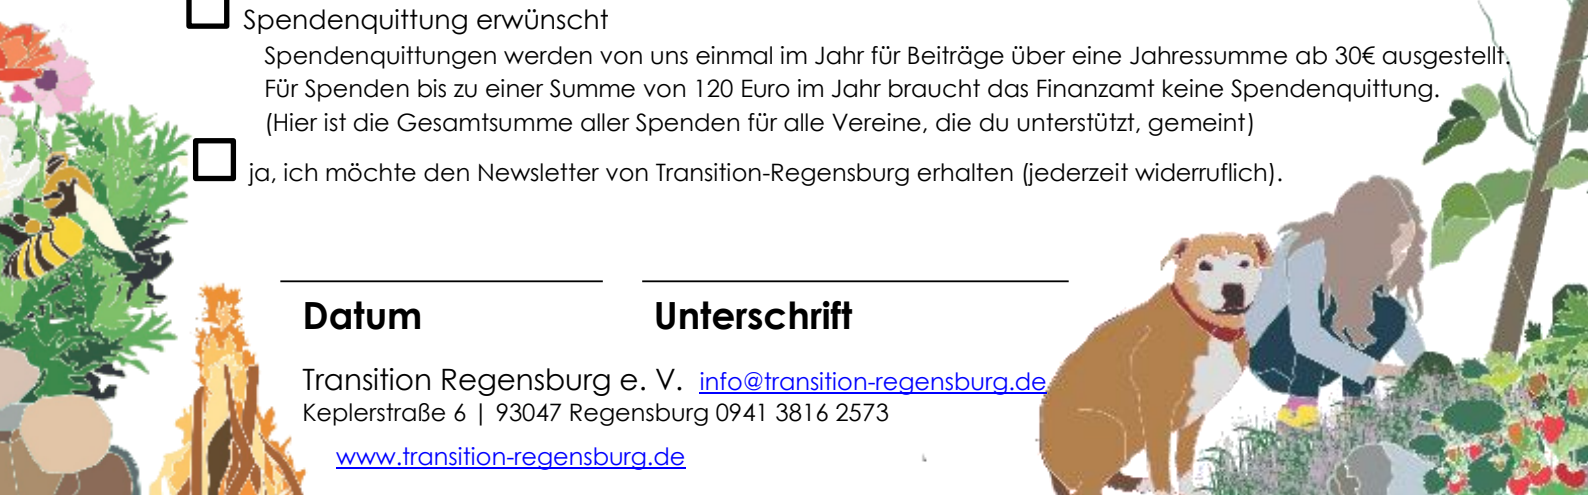 Spendenquittung erwünscht
Spendenquittungen werden von uns einmal im Jahr für Beiträge über eine Jahressumme ab 30€ ausgestellt.
Für Spenden bis zu einer Summe von 120 Euro im Jahr braucht das Finanzamt keine Spendenquittung.
(Hier ist die Gesamtsumme aller Spenden für alle Vereine, die du unterstützt, gemeint)
ja, ich möchte den Newsletter von Transition-Regensburg erhalten (jederzeit widerruflich).
Datum Unterschrift
Transition Regensburg e. V. info@transition-regensburg.de
Keplerstraße 6 | 93047 Regensburg 0941 3816 2573
www.transition-regensburg.de